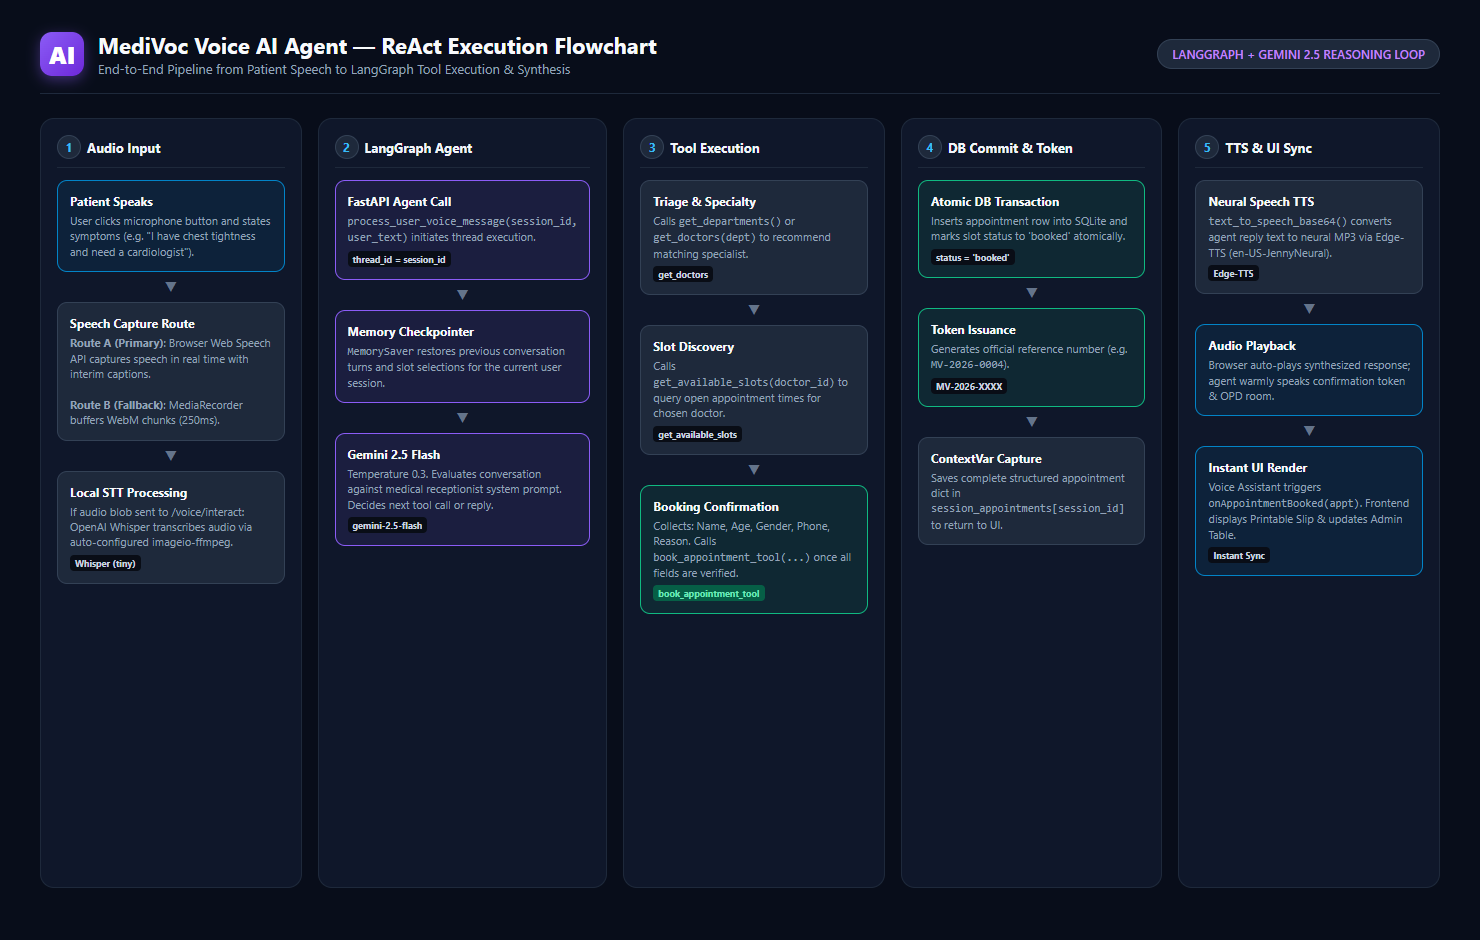 AI
MediVoc Voice AI Agent — ReAct Execution Flowchart
End-to-End Pipeline from Patient Speech to LangGraph Tool Execution & Synthesis
LANGGRAPH + GEMINI 2.5 REASONING LOOP
1 Audio Input
Patient Speaks
User clicks microphone button and states
symptoms (e.g. "I have chest tightness
and need a cardiologist").
▼
Speech Capture Route
Route A (Primary): Browser Web Speech
API captures speech in real time with
interim captions.
Route B (Fallback): MediaRecorder
buffers WebM chunks (250ms).
▼
Local STT Processing
If audio blob sent to /voice/interact:
OpenAI Whisper transcribes audio via
auto-configured imageio-ffmpeg.
Whisper (tiny)
2 LangGraph Agent
FastAPI Agent Call
process_user_voice_message(session_id,
user_text) initiates thread execution.
thread_id = session_id
▼
Memory Checkpointer
MemorySaver restores previous conversation
turns and slot selections for the current user
session.
▼
Gemini 2.5 Flash
Temperature 0.3. Evaluates conversation
against medical receptionist system prompt.
Decides next tool call or reply.
gemini-2.5-flash
3 Tool Execution
Triage & Specialty
Calls get_departments() or
get_doctors(dept) to recommend
matching specialist.
get_doctors
▼
Slot Discovery
Calls
get_available_slots(doctor_id) to
query open appointment times for
chosen doctor.
get_available_slots
▼
Booking Confirmation
Collects: Name, Age, Gender, Phone,
Reason. Calls
book_appointment_tool(...) once all
fields are verified.
book_appointment_tool
4 DB Commit & Token
Atomic DB Transaction
Inserts appointment row into SQLite and
marks slot status to 'booked' atomically.
status = 'booked'
▼
Token Issuance
Generates official reference number (e.g.
MV-2026-0004).
MV-2026-XXXX
▼
ContextVar Capture
Saves complete structured appointment
dict in
session_appointments[session_id]
to return to UI.
5 TTS & UI Sync
Neural Speech TTS
text_to_speech_base64() converts
agent reply text to neural MP3 via Edge-
TTS (en-US-JennyNeural).
Edge-TTS
▼
Audio Playback
Browser auto-plays synthesized response;
agent warmly speaks confirmation token
& OPD room.
▼
Instant UI Render
Voice Assistant triggers
onAppointmentBooked(appt). Frontend
displays Printable Slip & updates Admin
Table.
Instant Sync